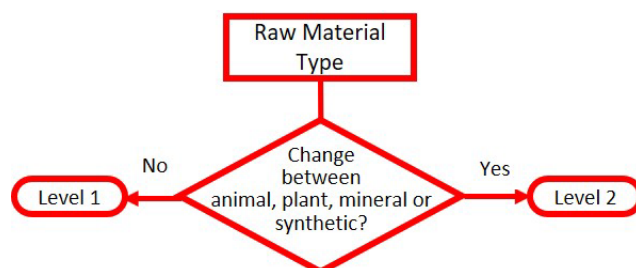 Raw Material
Type
No
Change
between
animal, plant, mineral or
synthetic?
Yes
Level 1
Level 2